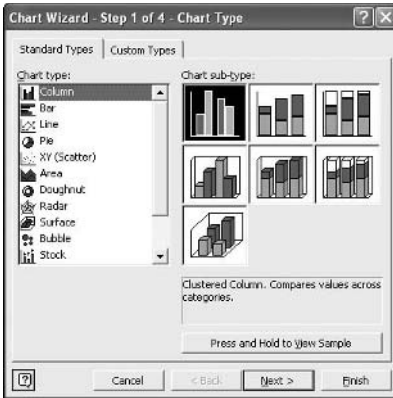 Chart Wizard - Step 1 of 4 - Chart Type
Standard Types
Custom Types
Chart type:
Column
Bar
Line
Pie
XY (Scatter)
Area
Doughnut
Radar
Surface
Bubble
Stock
Chart sub-type:
Clustered Column. Compares values across
categories.
Press and Hold to View Sample
Cancel
< Back
Next >
Finish